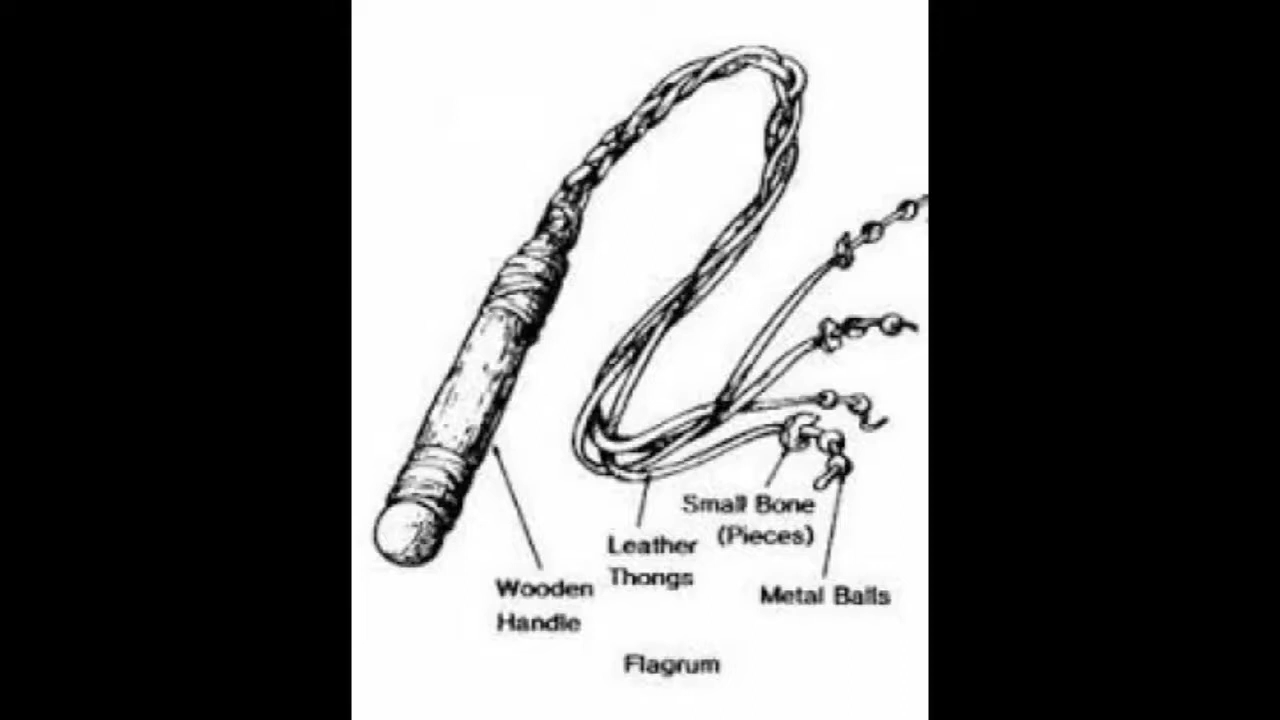 Small Bone
(Pieces)
Leather
Thongs
Wooden
Handle
Metal Balls
Flagrum